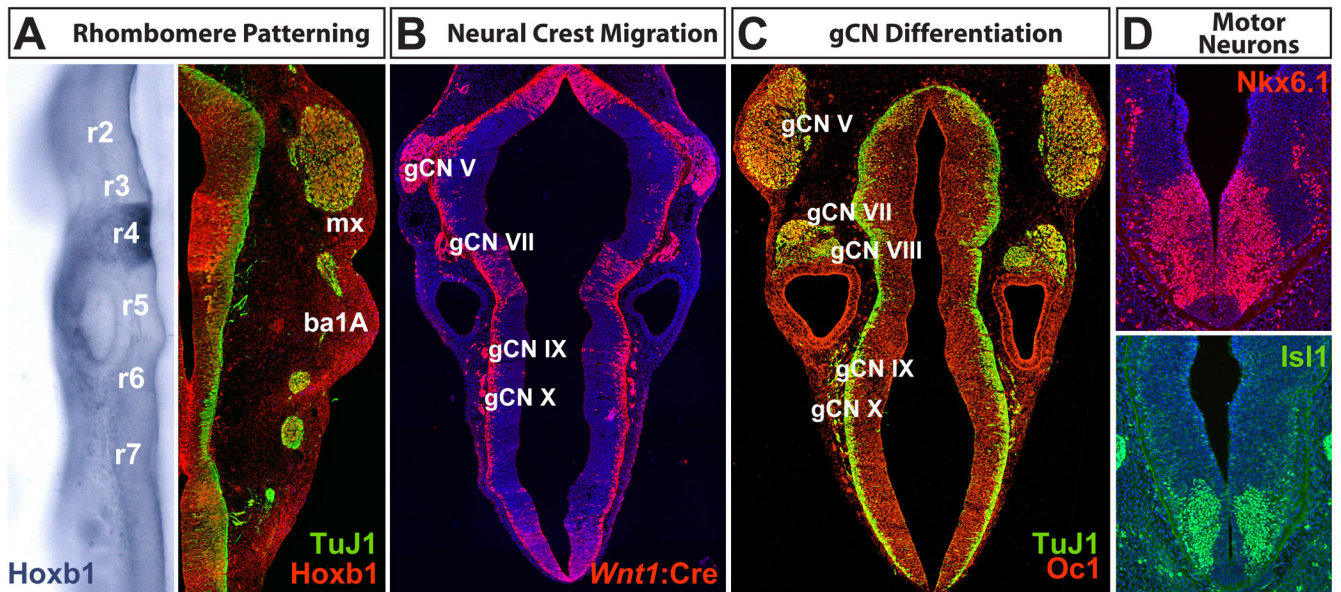 A Rhombomere Patterning
B Neural Crest Migration
C gCN Differentiation
D Motor
Neurons
r2
r3
r4
r5
r6
r7
Hoxb1
mx
ba1A
TuJ1
Hoxb1
gCN V
gCN VII
gCN IX
gCN X
Wnt1:Cre
gCN V
gCN VII
gCN VIII
gCN IX
gCN X
TuJ1
Oc1
Nkx6.1
Isl1